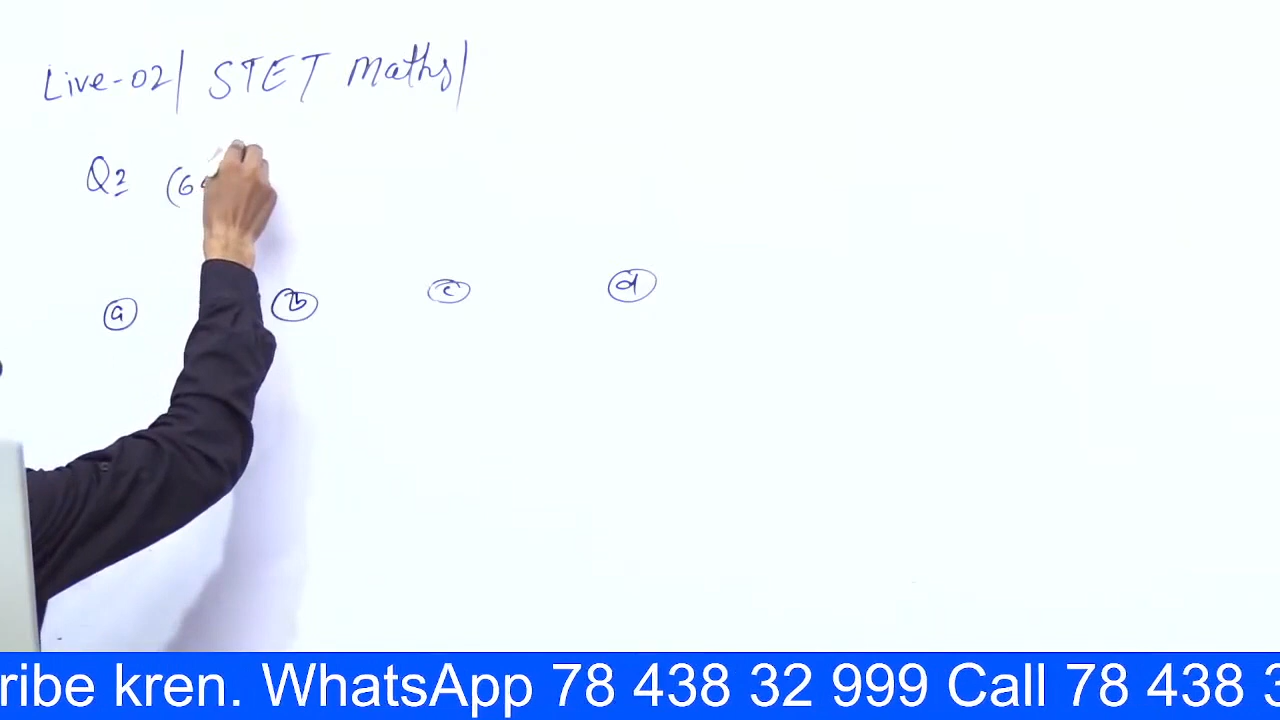 Live-02/ STET Maths/
Q2 (6
a b c d
ribe kren. WhatsApp 78 438 32 999 Call 78 438 3